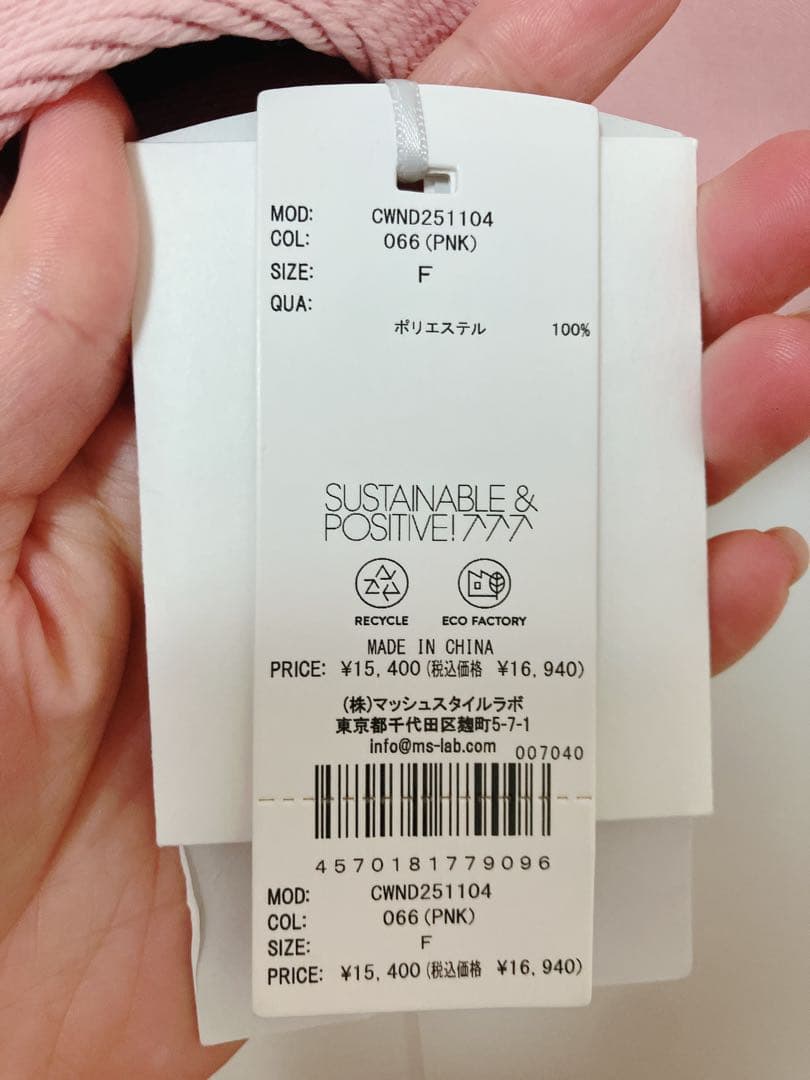 MOD: CWND251104
COL: 066(PNK)
SIZE: F
QUA:
ポリエステル 100%
SUSTAINABLE &
POSITIVE!
RECYCLE ECO FACTORY
MADE IN CHINA
PRICE: ¥15,400(税込価格 ¥16,940)
(株)マッシュスタイルラボ
東京都千代田区麹町5-7-1
info@ms-lab.com 007040
4570181779096
MOD: CWND251104
COL: 066(PNK)
SIZE: F
PRICE: ¥15,400(税込価格 ¥16,940)